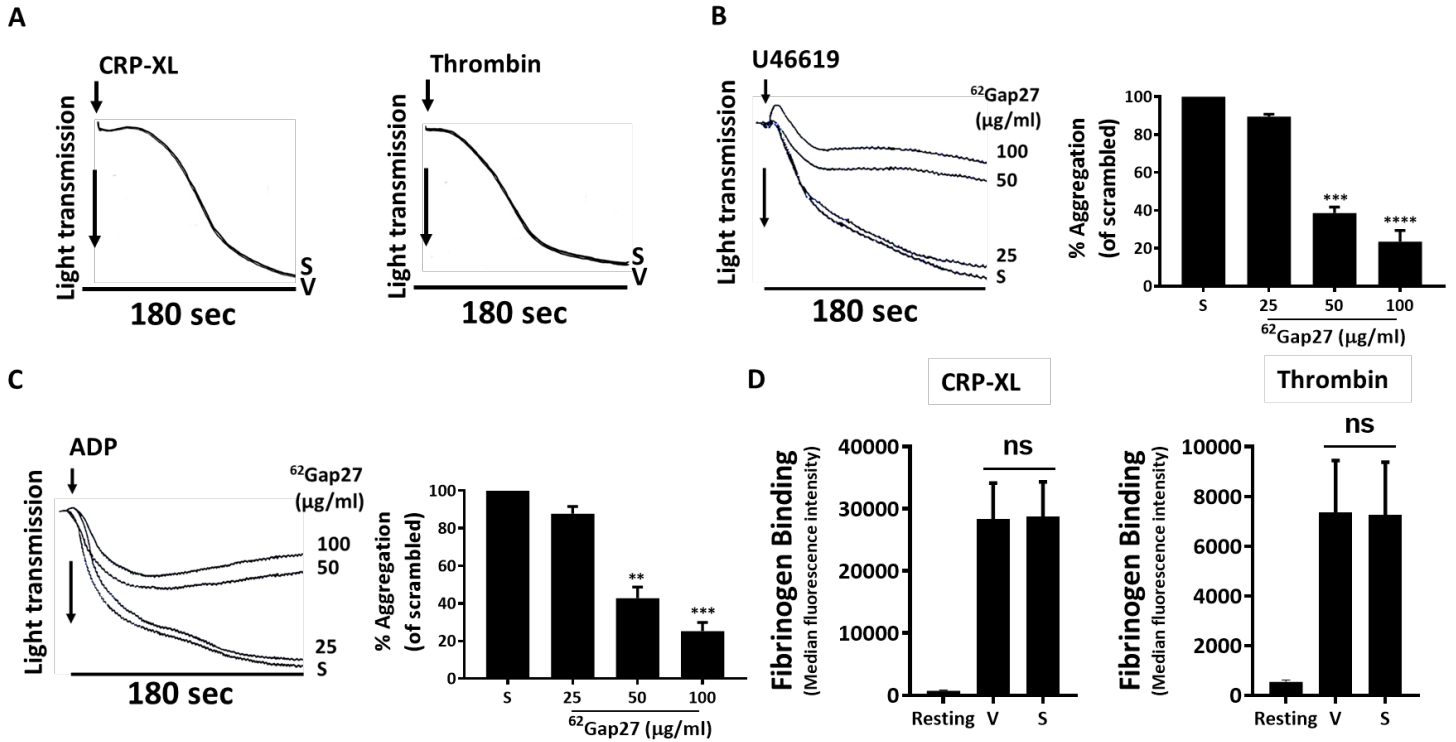 A
CRP-XL
Light transmission
S
V
180 sec
Thrombin
Light transmission
S
V
180 sec
B
U46619
Light transmission
62Gap27
(µg/ml)
100
50
25
S
180 sec
% Aggregation
(of scrambled)
100
80
60
40
20
0
***
****
S 25 50 100
62Gap27 (µg/ml)
C
ADP
Light transmission
62Gap27
(µg/ml)
100
50
25
S
180 sec
% Aggregation
(of scrambled)
100
80
60
40
20
0
**
***
S 25 50 100
62Gap27 (µg/ml)
D
CRP-XL
Fibrinogen Binding
(Median fluorescence intensity)
40000
30000
20000
10000
0
ns
Resting V S
Thrombin
Fibrinogen Binding
(Median fluorescence intensity)
10000
8000
6000
4000
2000
0
ns
Resting V S